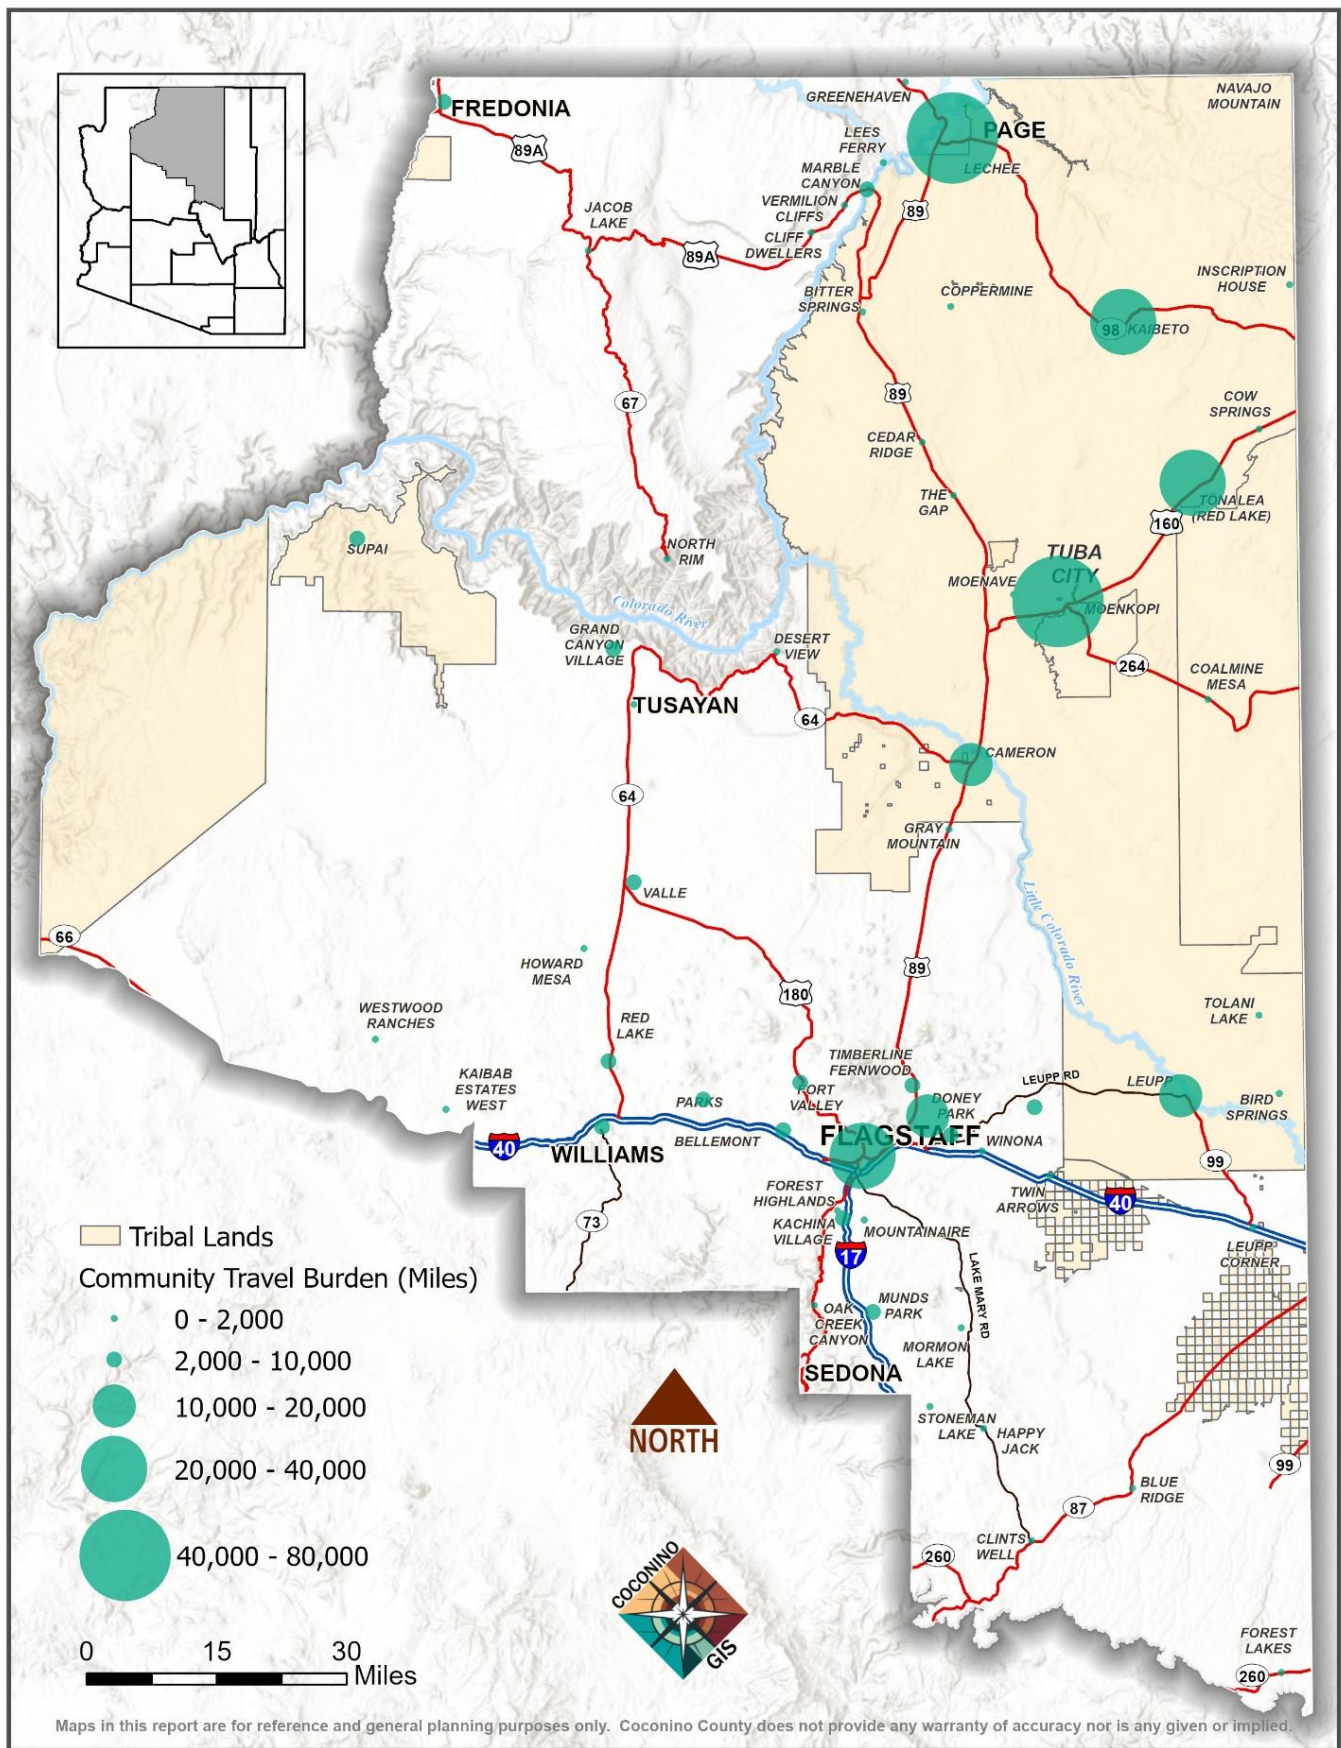 NAVAJO
MOUNTAIN
GREENEHAVEN
FREDONIA
PAGE
89A
LEES
FERRY
LECHEE
MARBLE
CANYON
VERMILION
CLIFFS
89
JACOB
LAKE
CLIFF
DWELLERS
89A
INSCRIPTION
HOUSE
BITTER
SPRINGS
COPPERMINE
98
KAIBETO
67
89
COW
SPRINGS
CEDAR
RIDGE
THE
GAP
TONALEA
(RED LAKE)
160
SUPAI
NORTH
RIM
TUBA
CITY
MOENAVE
MOENKOPI
Colorado River
GRAND
CANYON
VILLAGE
DESERT
VIEW
264
COALMINE
MESA
TUSAYAN
64
CAMERON
64
GRAY
MOUNTAIN
VALLE
Little Colorado River
66
HOWARD
MESA
89
180
WESTWOOD
RANCHES
RED
LAKE
TOLANI
LAKE
TIMBERLINE
FERNWOOD
KAIBAB
ESTATES
WEST
LEUPP RD
LEUPP
PARKS
FORT
VALLEY
DONEY
PARK
BIRD
SPRINGS
BELLEMONT
FLAGSTAFF
WINONA
40
WILLIAMS
99
FOREST
HIGHLANDS
TWIN
ARROWS
40
73
KACHINA
VILLAGE
MOUNTAINAIRE
17
LEUPP
CORNER
LAKE MARY RD
MUNDS
PARK
OAK
CREEK
CANYON
MORMON
LAKE
SEDONA
STONEMAN
LAKE
HAPPY
JACK
99
BLUE
RIDGE
87
CLINTS
WELL
260
FOREST
LAKES
260
Tribal Lands
Community Travel Burden (Miles)
0 - 2,000
2,000 - 10,000
10,000 - 20,000
20,000 - 40,000
40,000 - 80,000
NORTH
COCONINO
GIS
0 15 30
Miles
Maps in this report are for reference and general planning purposes only. Coconino County does not provide any warranty of accuracy nor is any given or implied.